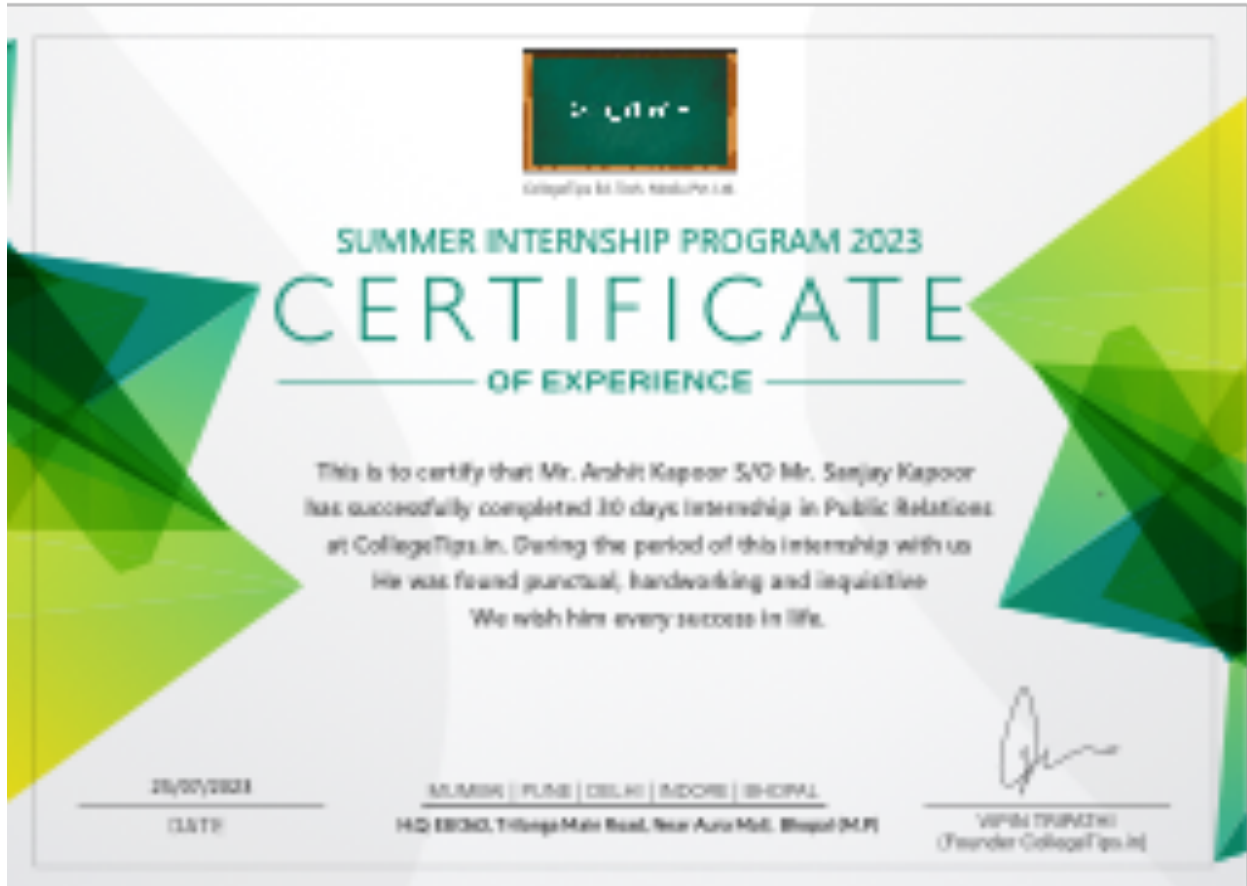 SUMMER INTERNSHIP PROGRAM 2023
CERTIFICATE
OF EXPERIENCE
This is to certify that Mr. Arshit Kapoor S/O Mr. Sanjay Kapoor
has successfully completed 30 days Internship in Public Relations
at CollegeTips.in. During the period of this internship with us
He was found punctual, hardworking and inquisitive
We wish him every success in life.
DATE
MUMBAI | PUNE | DELHI | INDORE | BHOPAL
Trilanga Main Road, Near Aura Mall, Bhopal (M.P)
VIPIN TRIPATHI
(Founder CollegeTips.in)